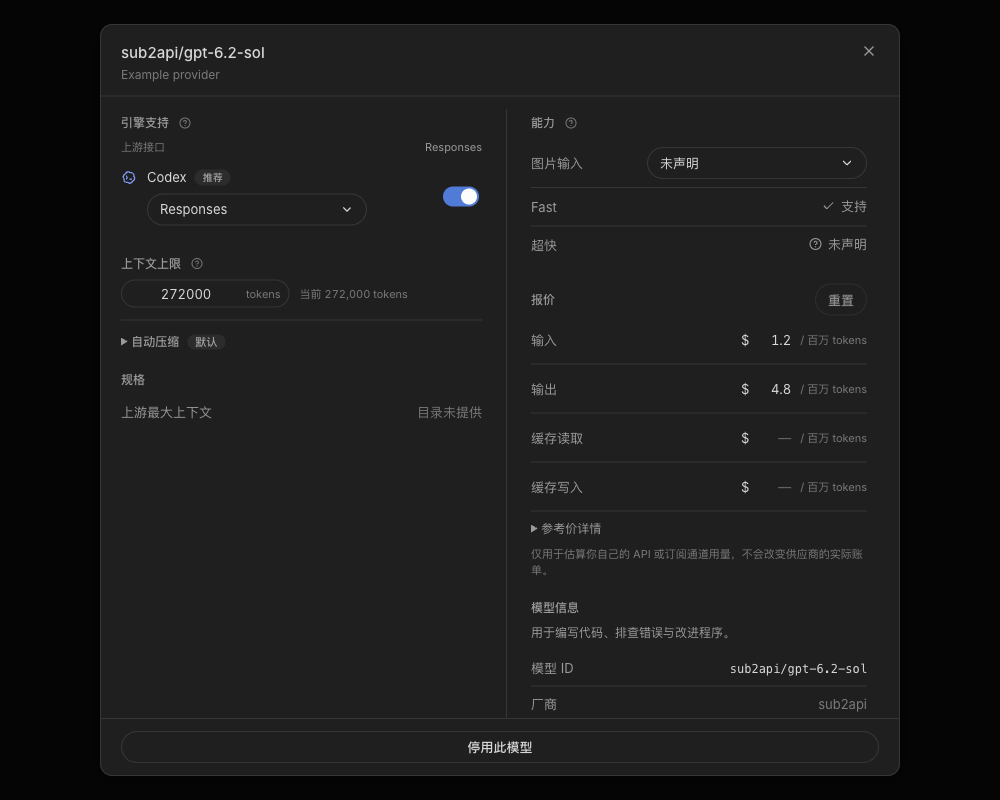 sub2api/gpt-6.2-sol
Example provider
引擎支持
上游接口 Responses
Codex 推荐
Responses
上下文上限
272000 tokens 当前 272,000 tokens
自动压缩 默认
规格
上游最大上下文 目录未提供
能力
图片输入 未声明
Fast 支持
超快 未声明
报价 重置
输入 $ 1.2 / 百万 tokens
输出 $ 4.8 / 百万 tokens
缓存读取 $ — / 百万 tokens
缓存写入 $ — / 百万 tokens
参考价详情
仅用于估算你自己的 API 或订阅通道用量，不会改变供应商的实际账
单。
模型信息
用于编写代码、排查错误与改进程序。
模型 ID sub2api/gpt-6.2-sol
厂商 sub2api
停用此模型